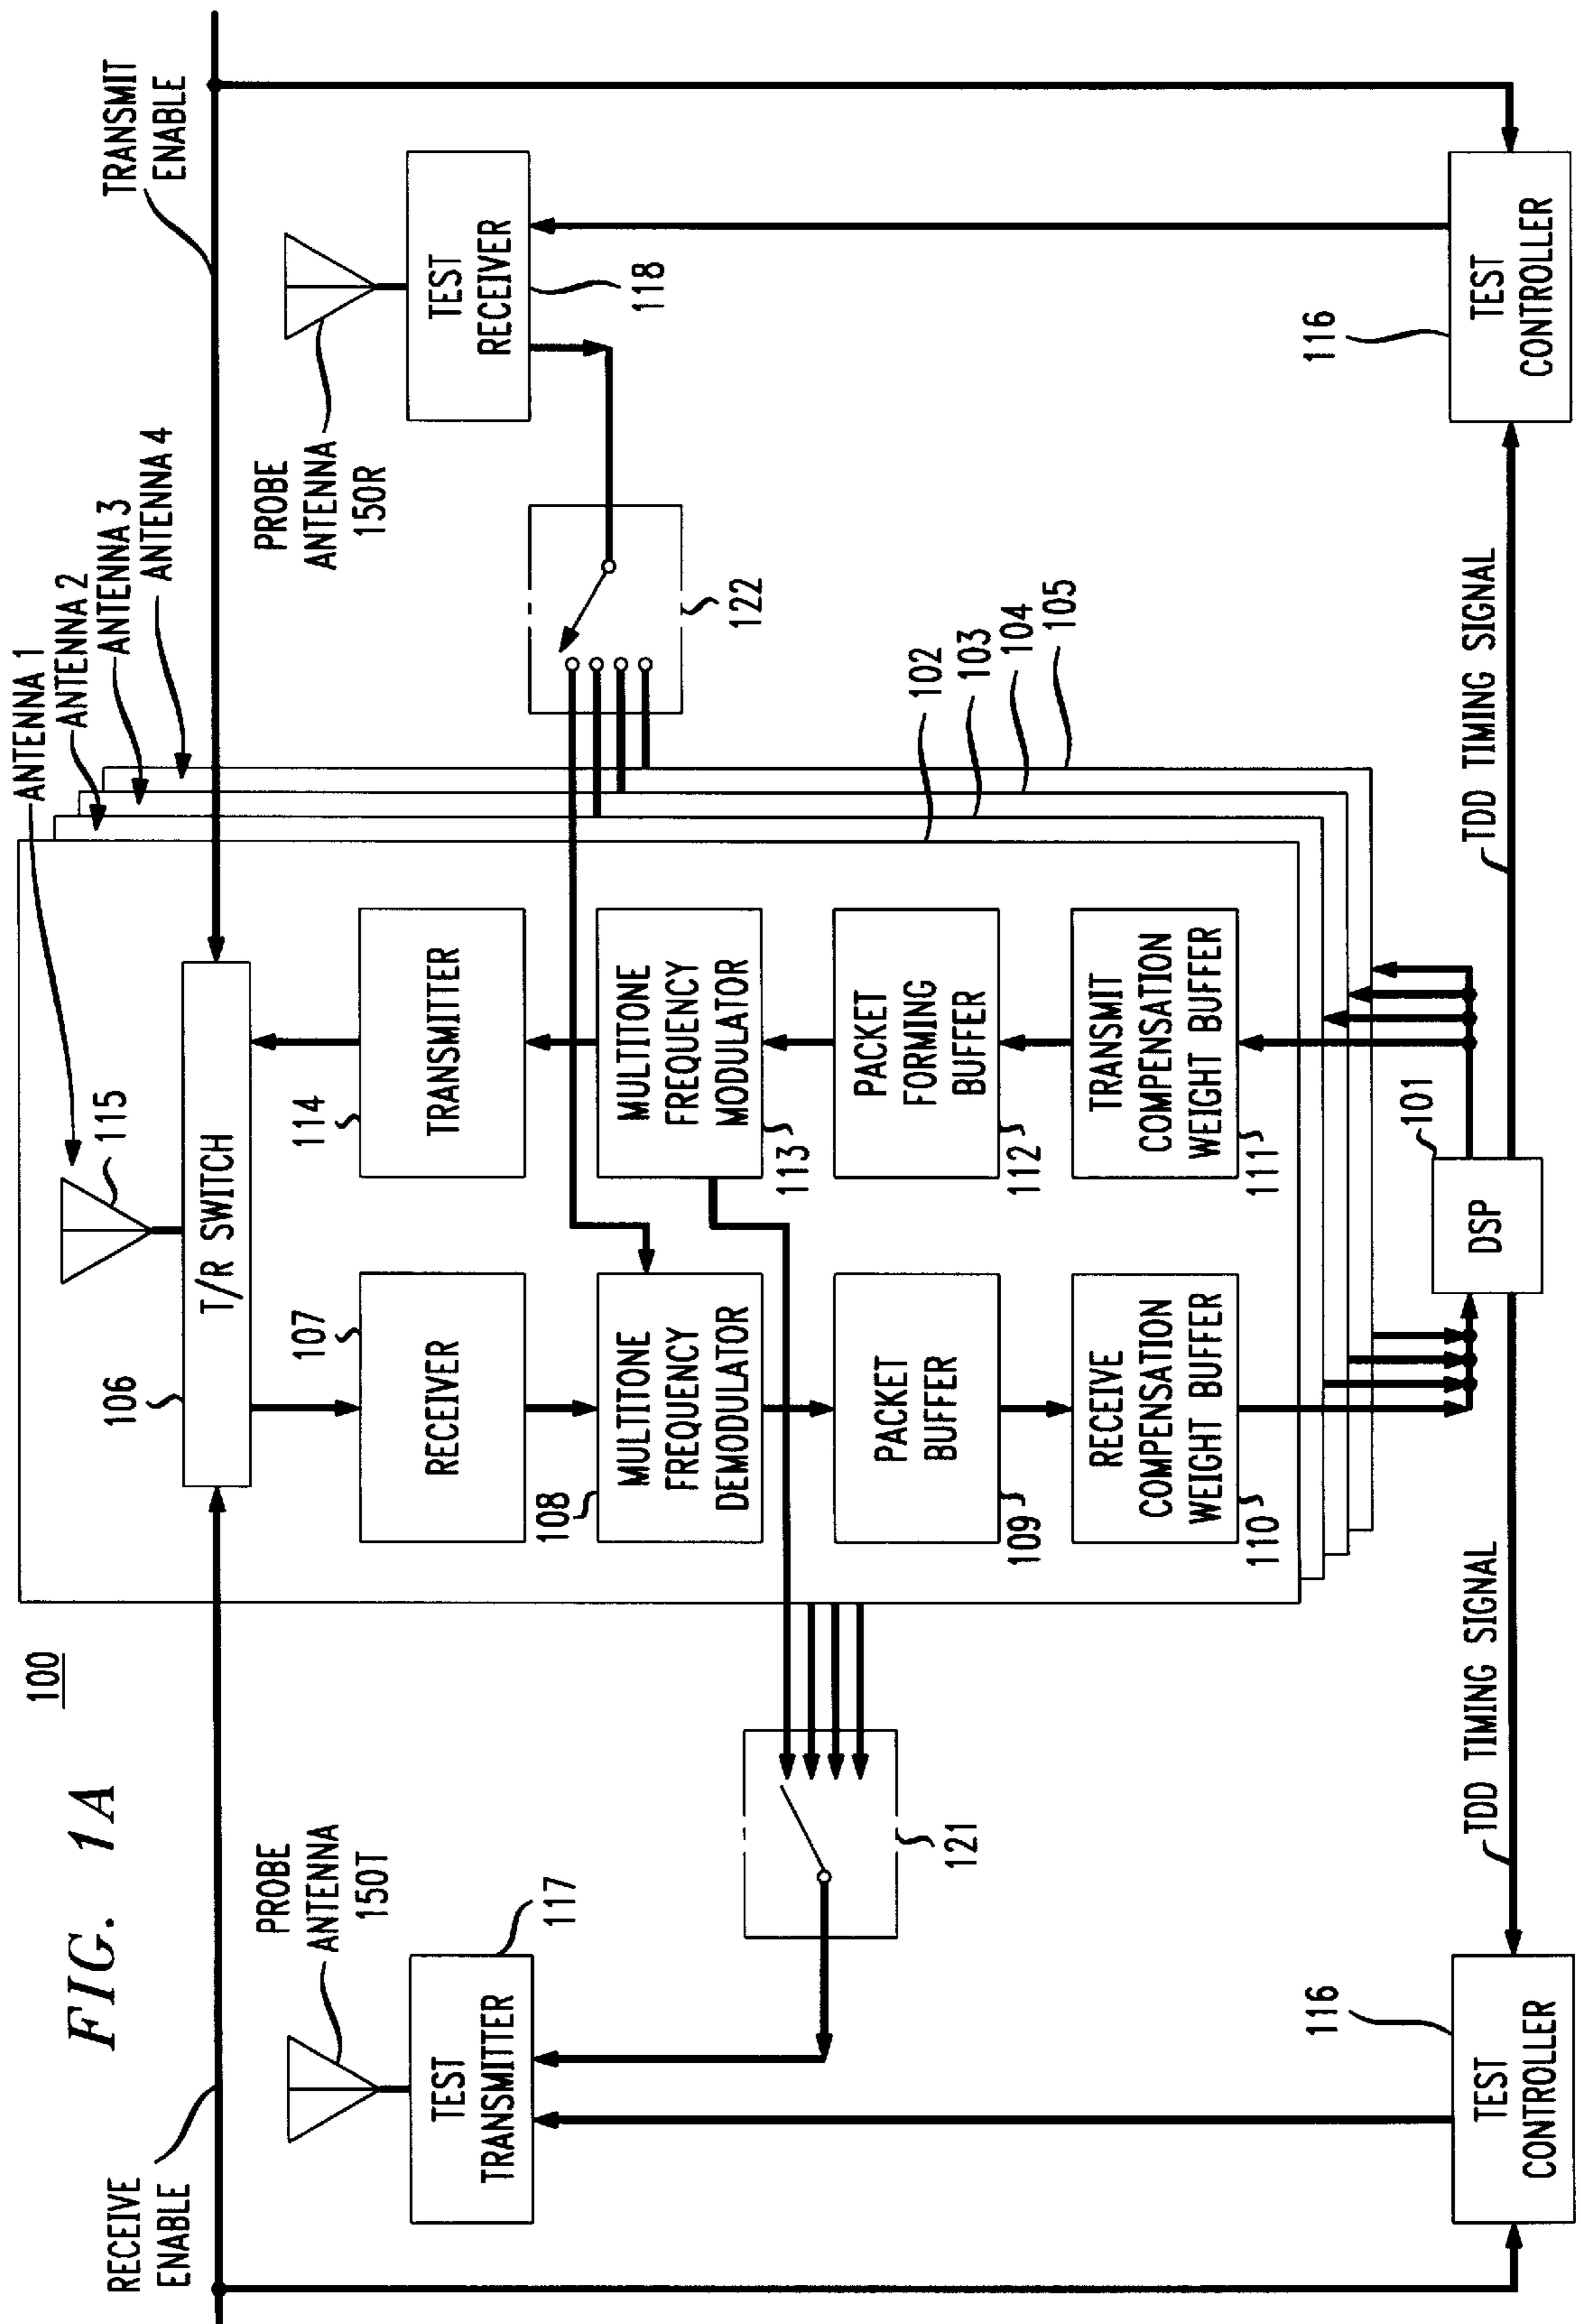 FIG. 1A
100
RECEIVE
ENABLE
TRANSMIT
ENABLE
ANTENNA 1
ANTENNA 2
ANTENNA 3
ANTENNA 4
PROBE
ANTENNA
150T
TEST
TRANSMITTER
117
121
TEST
CONTROLLER
116
TDD TIMING SIGNAL
115
106
T/R SWITCH
107
RECEIVER
114
TRANSMITTER
108
MULTITONE
FREQUENCY
DEMODULATOR
MULTITONE
FREQUENCY
MODULATOR
113
PACKET
BUFFER
109
PACKET
FORMING
BUFFER
112
RECEIVE
COMPENSATION
WEIGHT BUFFER
110
TRANSMIT
COMPENSATION
WEIGHT BUFFER
111
101
DSP
102
103
104
105
PROBE
ANTENNA
150R
TEST
RECEIVER
118
122
TDD TIMING SIGNAL
116
TEST
CONTROLLER